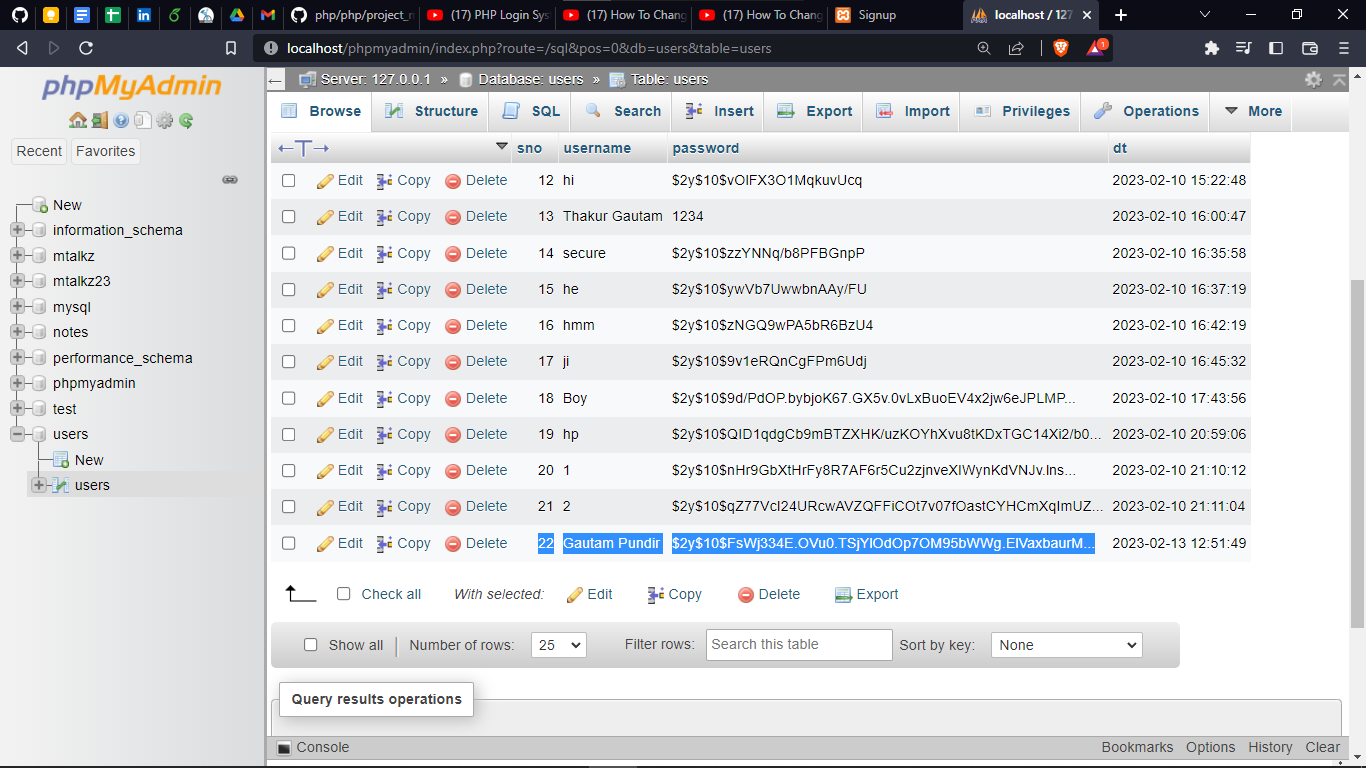 php/php/project_n
(17) PHP Login Sys
(17) How To Chang
(17) How To Chang
Signup
localhost / 127
localhost/phpmyadmin/index.php?route=/sql&pos=0&db=users&table=users
1
phpMyAdmin
Recent Favorites
New
information_schema
mtalkz
mtalkz23
mysql
notes
performance_schema
phpmyadmin
test
users
New
users
Server: 127.0.0.1 » Database: users » Table: users
Browse Structure SQL Search Insert Export Import Privileges Operations More
←T→ sno username password dt
Edit Copy Delete 12 hi $2y$10$vOlFX3O1MqkuvUcq 2023-02-10 15:22:48
Edit Copy Delete 13 Thakur Gautam 1234 2023-02-10 16:00:47
Edit Copy Delete 14 secure $2y$10$zzYNNq/b8PFBGnpP 2023-02-10 16:35:58
Edit Copy Delete 15 he $2y$10$ywVb7UwwbnAAy/FU 2023-02-10 16:37:19
Edit Copy Delete 16 hmm $2y$10$zNGQ9wPA5bR6BzU4 2023-02-10 16:42:19
Edit Copy Delete 17 ji $2y$10$9v1eRQnCgFPm6Udj 2023-02-10 16:45:32
Edit Copy Delete 18 Boy $2y$10$9d/PdOP.bybjoK67.GX5v.0vLxBuoEV4x2jw6eJPLMP... 2023-02-10 17:43:56
Edit Copy Delete 19 hp $2y$10$QID1qdgCb9mBTZXHK/uzKOYhXvu8tKDxTGC14Xi2/b0... 2023-02-10 20:59:06
Edit Copy Delete 20 1 $2y$10$nHr9GbXtHrFy8R7AF6r5Cu2zjnveXIWynKdVNJv.Ins... 2023-02-10 21:10:12
Edit Copy Delete 21 2 $2y$10$qZ77VcI24URcwAVZQFFiCOt7v07fOastCYHCmXqImUZ... 2023-02-10 21:11:04
Edit Copy Delete 22 Gautam Pundir $2y$10$FsWj334E.OVu0.TSjYIOdOp7OM95bWWg.ElVaxbaurM... 2023-02-13 12:51:49
Check all With selected: Edit Copy Delete Export
Show all Number of rows: 25 Filter rows: Search this table Sort by key: None
Query results operations
Console Bookmarks Options History Clear